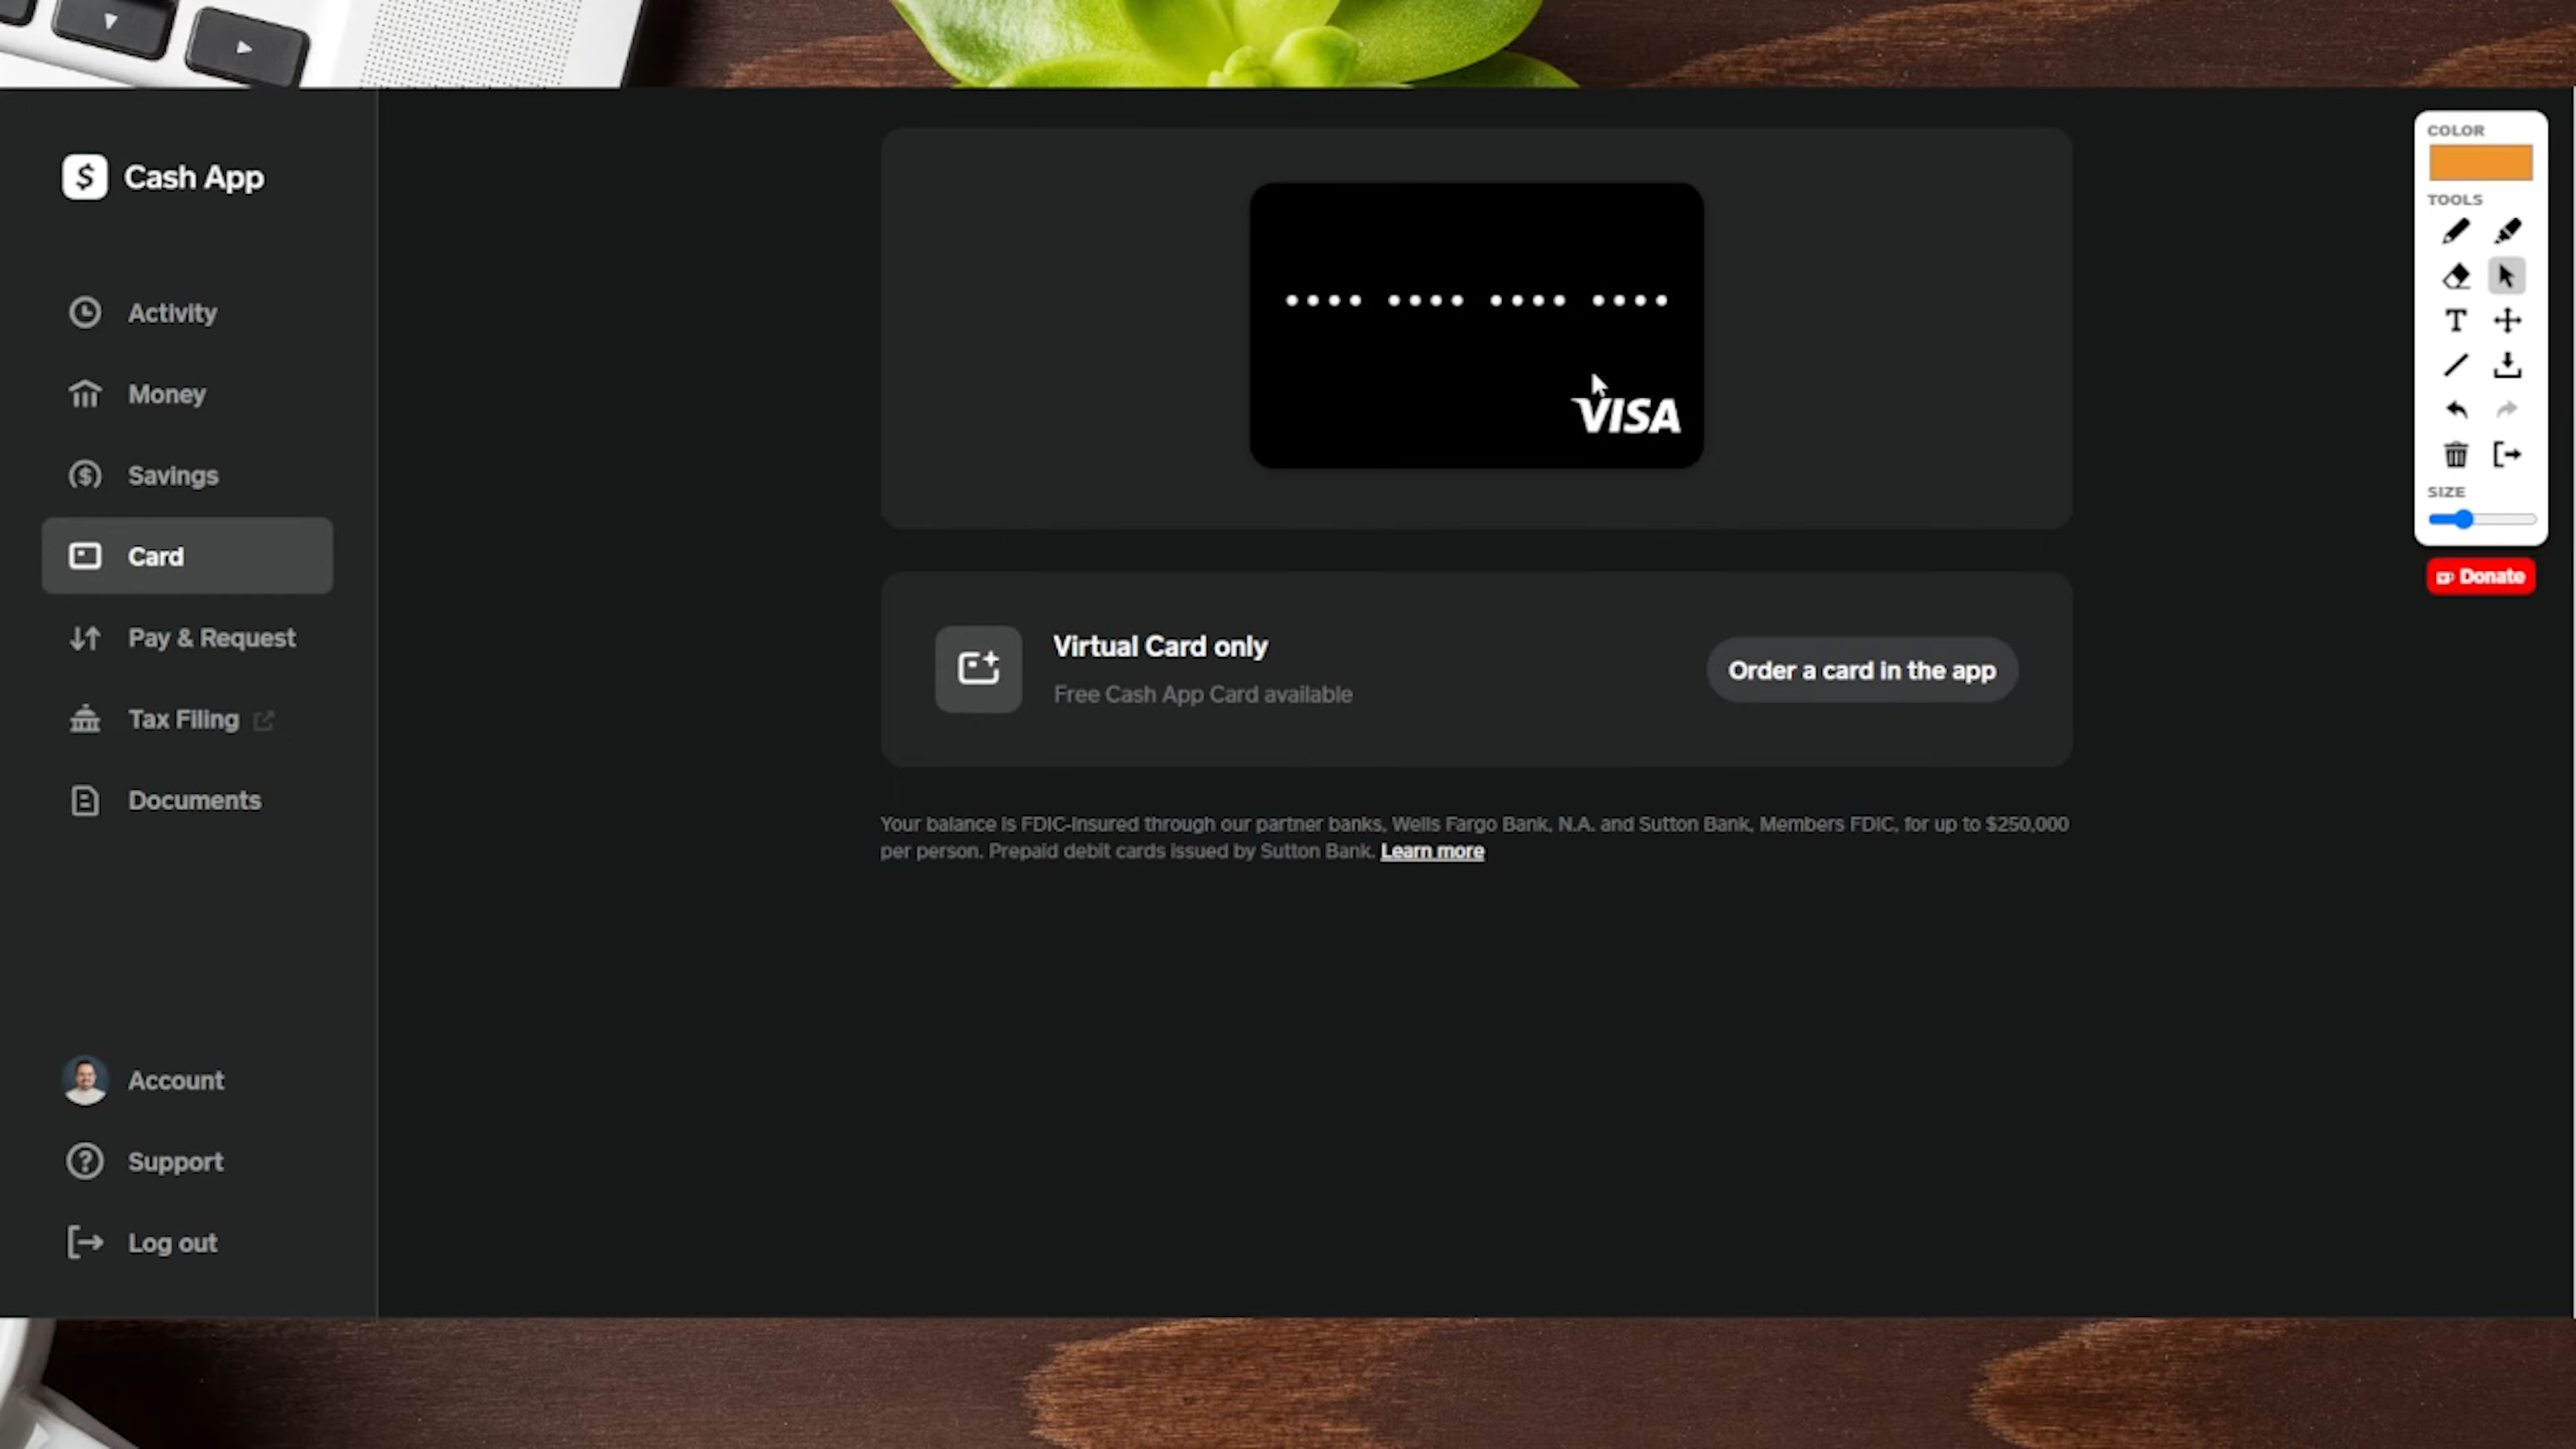 $ Cash App
Activity
Money
Savings
Card
Pay & Request
Tax Filing
Documents
Account
Support
Log out
VISA
Virtual Card only
Free Cash App Card available
Order a card in the app
Your balance is FDIC-Insured through our partner banks, Wells Fargo Bank, N.A. and Sutton Bank, Members FDIC, for up to $250,000
per person. Prepaid debit cards issued by Sutton Bank. Learn more
COLOR
TOOLS
T
SIZE
Donate